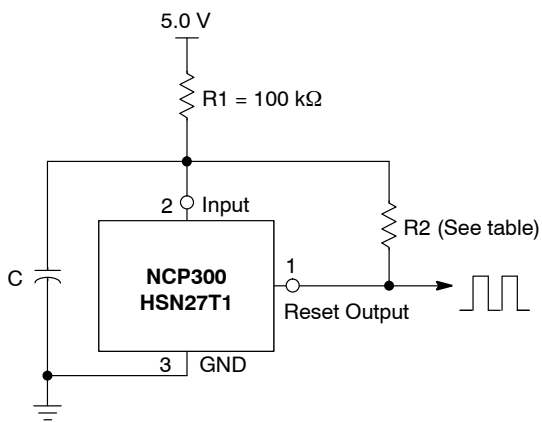 5.0 V
R1 = 100 kΩ
2
Input
R2 (See table)
C
NCP300
HSN27T1
1
Reset Output
3
GND